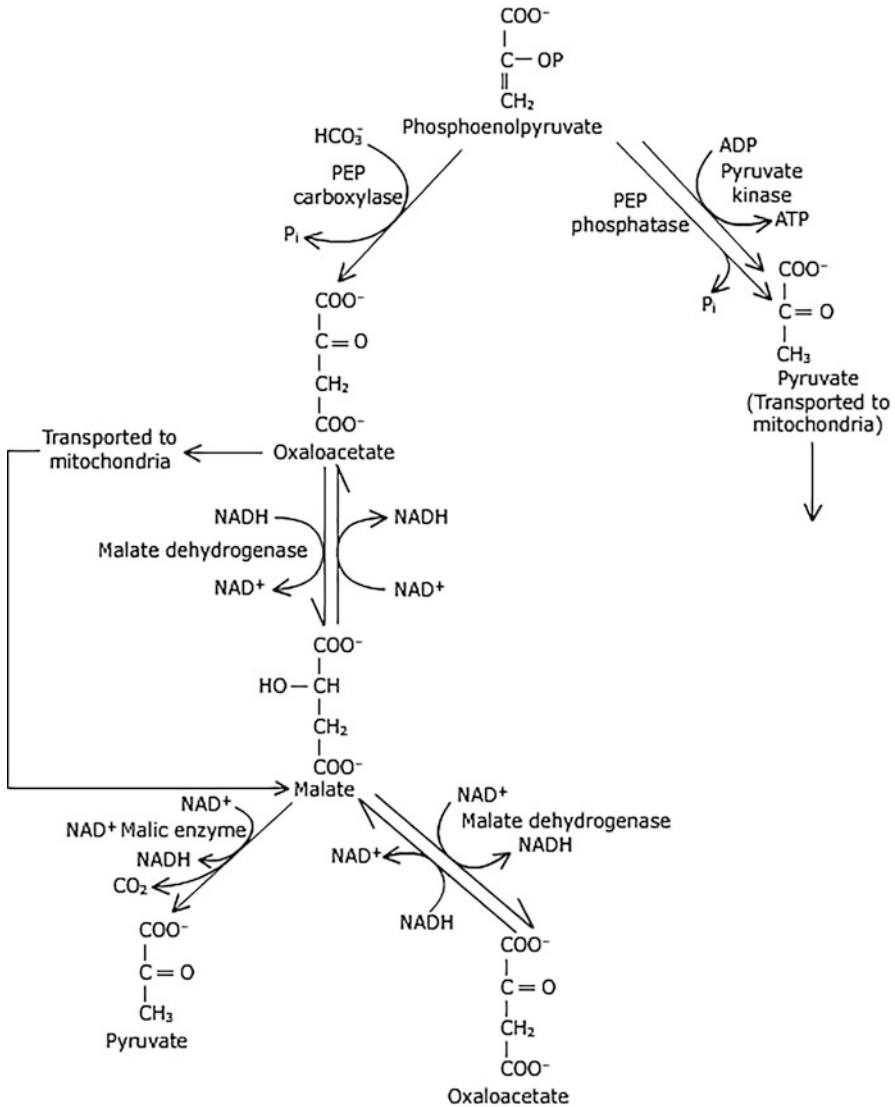 COO⁻
|
C — OP
||
CH₂
Phosphoenolpyruvate
HCO₃⁻
PEP
carboxylase
Pᵢ
ADP
Pyruvate
kinase
ATP
PEP
phosphatase
Pᵢ
COO⁻
|
C = O
|
CH₂
|
COO⁻
Oxaloacetate
COO⁻
|
C = O
|
CH₃
Pyruvate
(Transported to
mitochondria)
Transported to
mitochondria
NADH
NADH
Malate dehydrogenase
NAD⁺
NAD⁺
COO⁻
|
HO — CH
|
CH₂
|
COO⁻
Malate
NAD⁺
NAD⁺ Malic enzyme
NADH
CO₂
NAD⁺
Malate dehydrogenase
NADH
NAD⁺
NADH
COO⁻
|
C = O
|
CH₃
Pyruvate
COO⁻
|
C = O
|
CH₂
|
COO⁻
Oxaloacetate